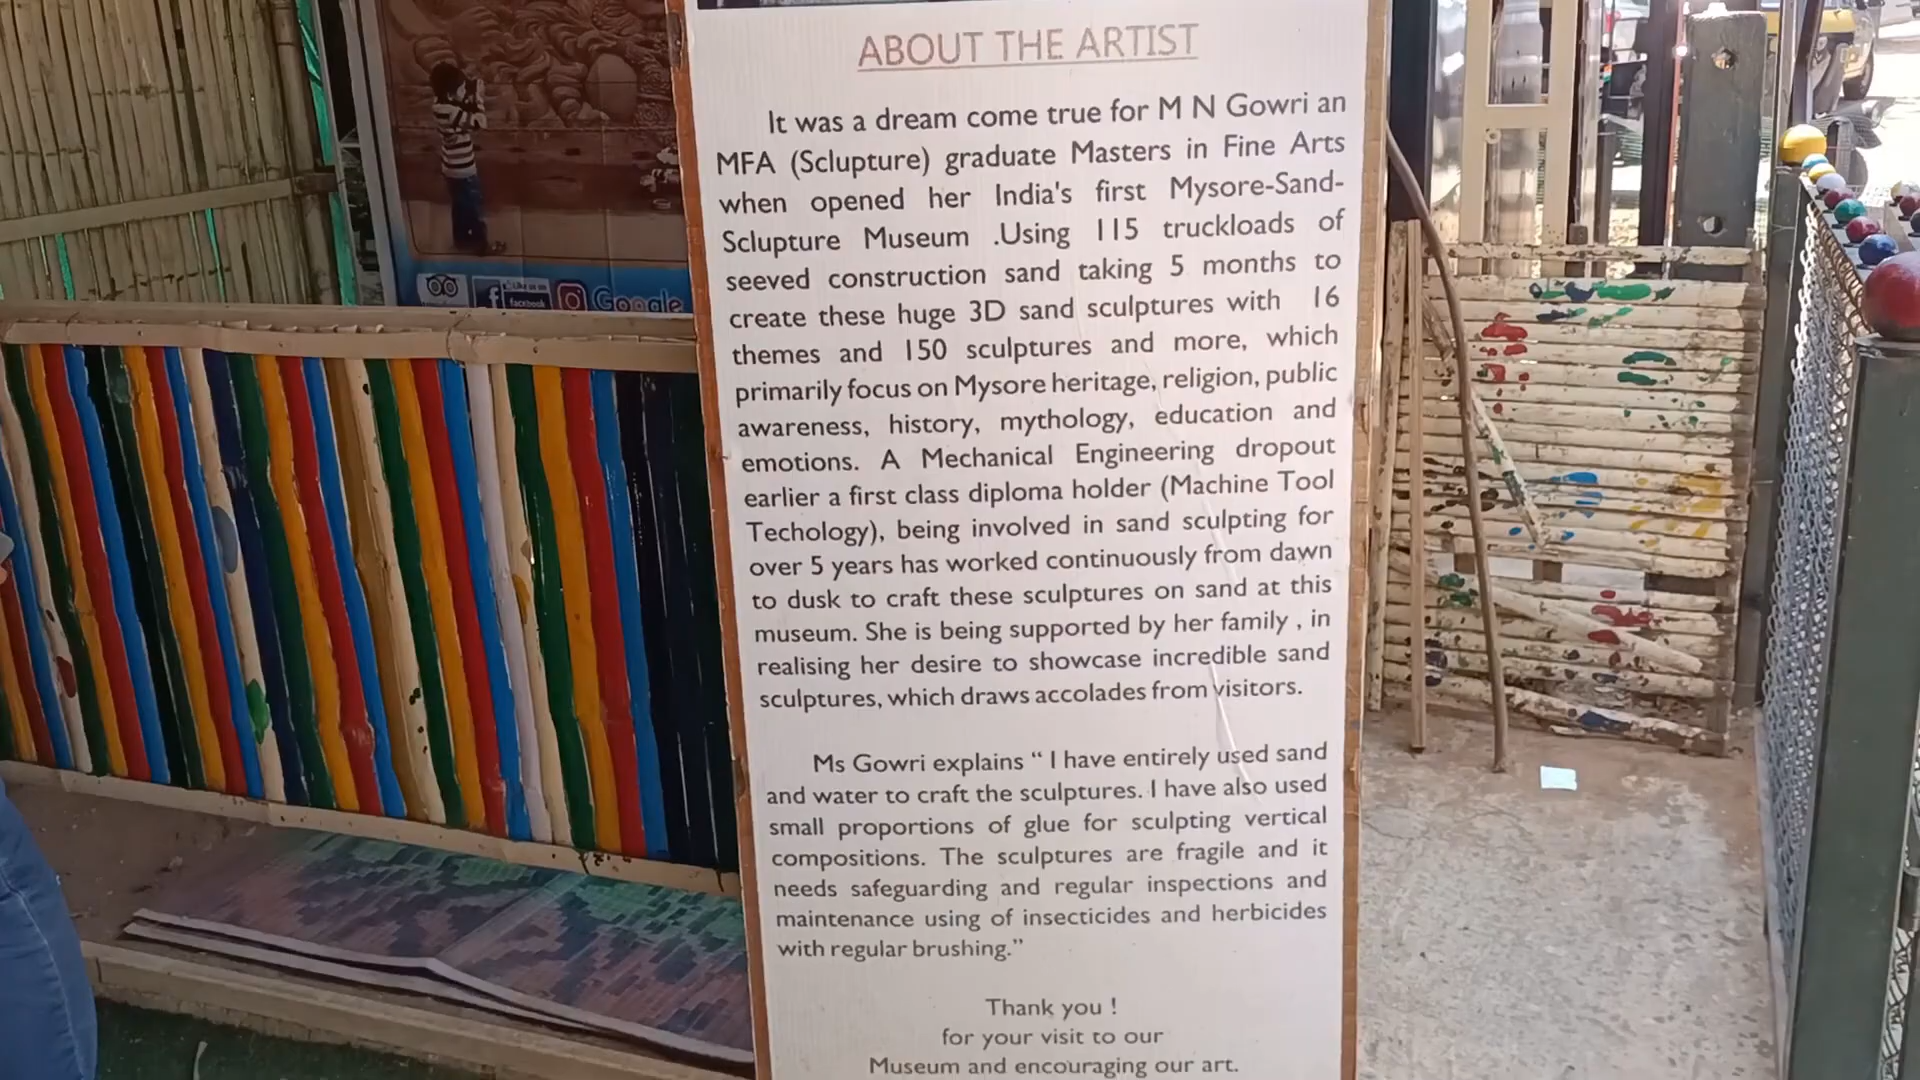 ABOUT THE ARTIST
It was a dream come true for M N Gowri an
MFA (Sclupture) graduate Masters in Fine Arts
when opened her India's first Mysore-Sand-
Sclupture Museum .Using 115 truckloads of
seeved construction sand taking 5 months to
create these huge 3D sand sculptures with 16
themes and 150 sculptures and more, which
primarily focus on Mysore heritage, religion, public
awareness, history, mythology, education and
emotions. A Mechanical Engineering dropout
earlier a first class diploma holder (Machine Tool
Techology), being involved in sand sculpting for
over 5 years has worked continuously from dawn
to dusk to craft these sculptures on sand at this
museum. She is being supported by her family , in
realising her desire to showcase incredible sand
sculptures, which draws accolades from visitors.
Ms Gowri explains “ I have entirely used sand
and water to craft the sculptures. I have also used
small proportions of glue for sculpting vertical
compositions. The sculptures are fragile and it
needs safeguarding and regular inspections and
maintenance using of insecticides and herbicides
with regular brushing.”
Thank you !
for your visit to our
Museum and encouraging our art.
Like us on
facebook
Google